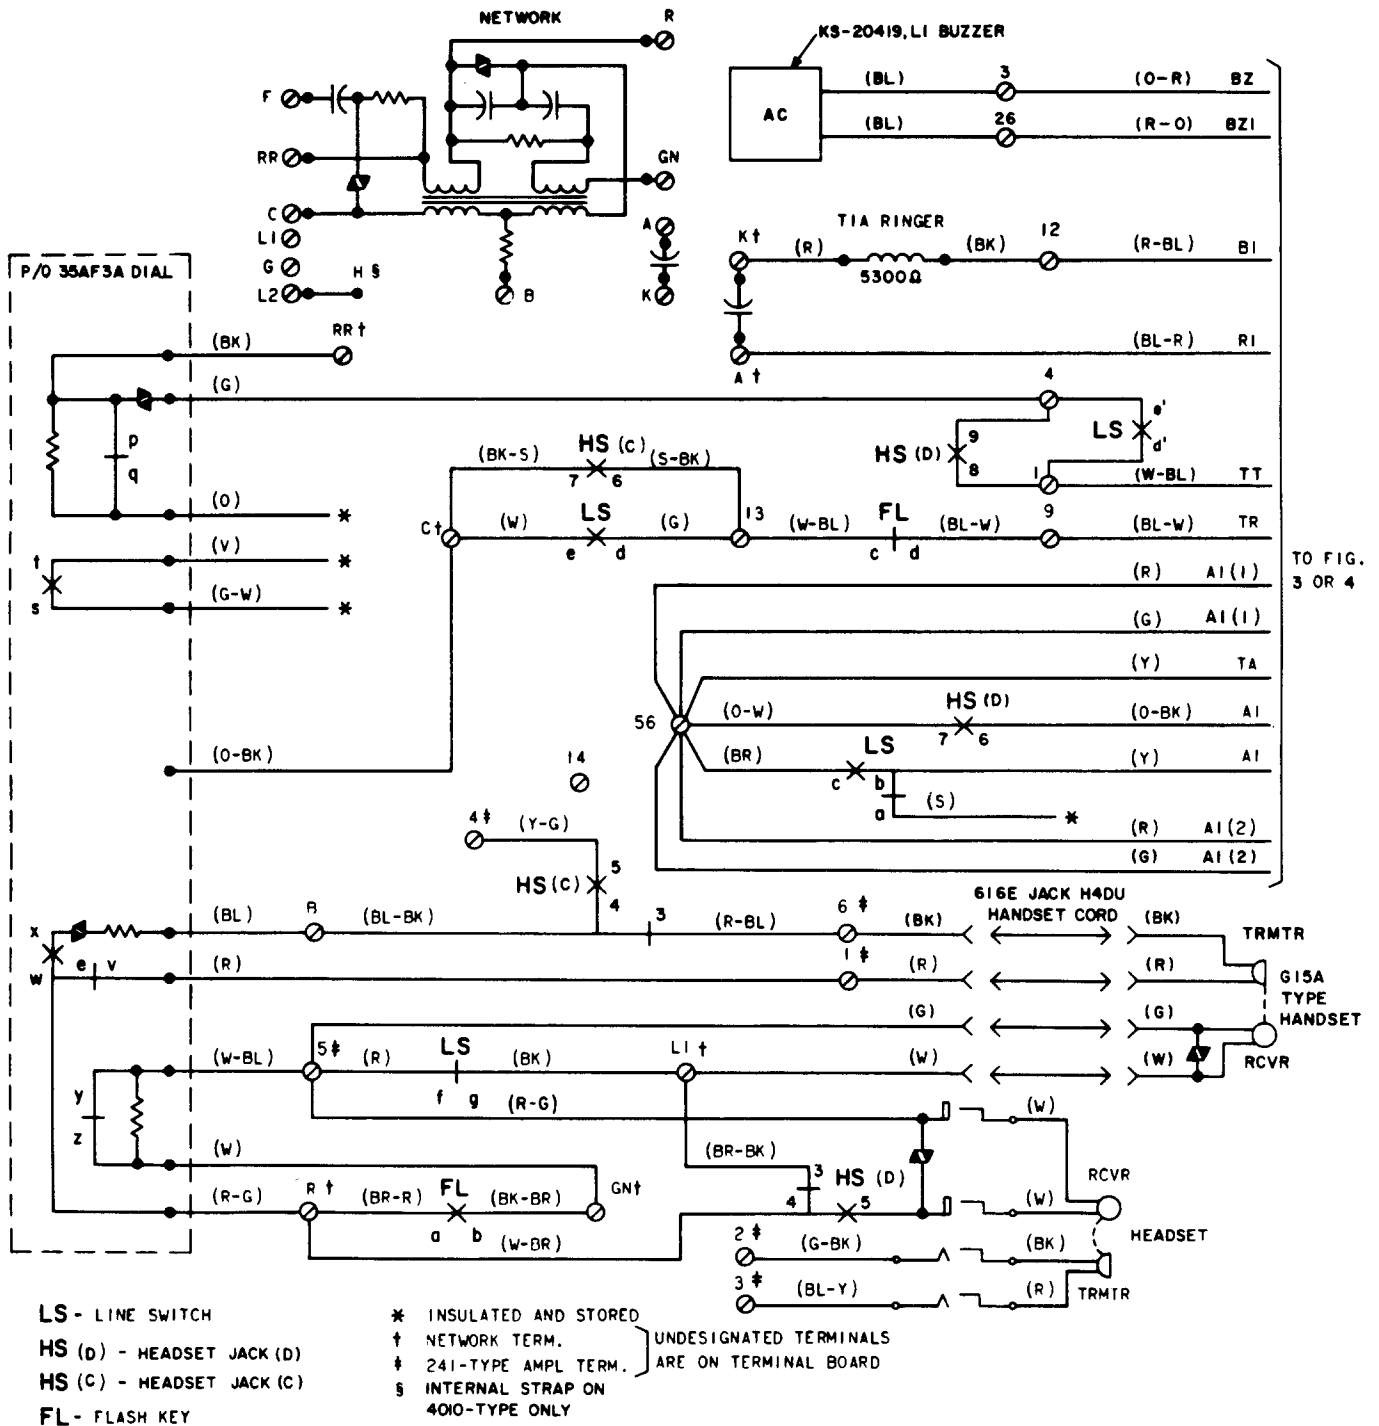 NETWORK
R
KS-20419, L1 BUZZER
F
AC
(BL) 3 (O-R) BZ
(BL) 26 (R-O) BZ1
RR
GN
C
L1
A
K† (R) T1A RINGER (BK) 12 (R-BL) B1
5300Ω
G
H §
L2
B
K
P/O 35AF3A DIAL
(BK) RR†
A† (BL-R) R1
(G) 4
p
q
(BK-S) HS (C) (S-BK)
7 6
HS (D) 9
8
LS e'
d'
1 (W-BL) TT
(O) *
C† (W) LS (G) 13 (W-BL) FL (BL-W) 9 (BL-W) TR
e d
c d
t (V) *
s (G-W) *
TO FIG.
3 OR 4
(R) A1(1)
(G) A1(1)
(Y) TA
56 (O-W) HS (D) (O-BK) A1
7 6
(BR) LS (Y) A1
c b
a (S) *
(R) A1(2)
(G) A1(2)
(O-BK)
14
4‡ (Y-G)
HS (C) 5
4
616E JACK H4DU
HANDSET CORD
x (BL) B (BL-BK) 3 (R-BL) 6‡ (BK) (BK) TRMTR
w e v (R) 1‡ (R) (R)
G15A
TYPE
HANDSET
(G) (G)
(W-BL) 5‡ (R) LS (BK) L1† (W) (W) RCVR
f g
y
z
(R-G) (W)
(W) (BR-BK) 3 HS (D)
4 5
RCVR
(R-G) R† (BR-R) FL (BK-BR) GN† (W)
a b
(W-BR)
HEADSET
2‡ (G-BK) (BK)
3‡ (BL-Y) (R) TRMTR
LS - LINE SWITCH
HS (D) - HEADSET JACK (D)
HS (C) - HEADSET JACK (C)
FL - FLASH KEY
* INSULATED AND STORED
† NETWORK TERM.
‡ 241-TYPE AMPL TERM.
UNDESIGNATED TERMINALS
ARE ON TERMINAL BOARD
§ INTERNAL STRAP ON
4010-TYPE ONLY